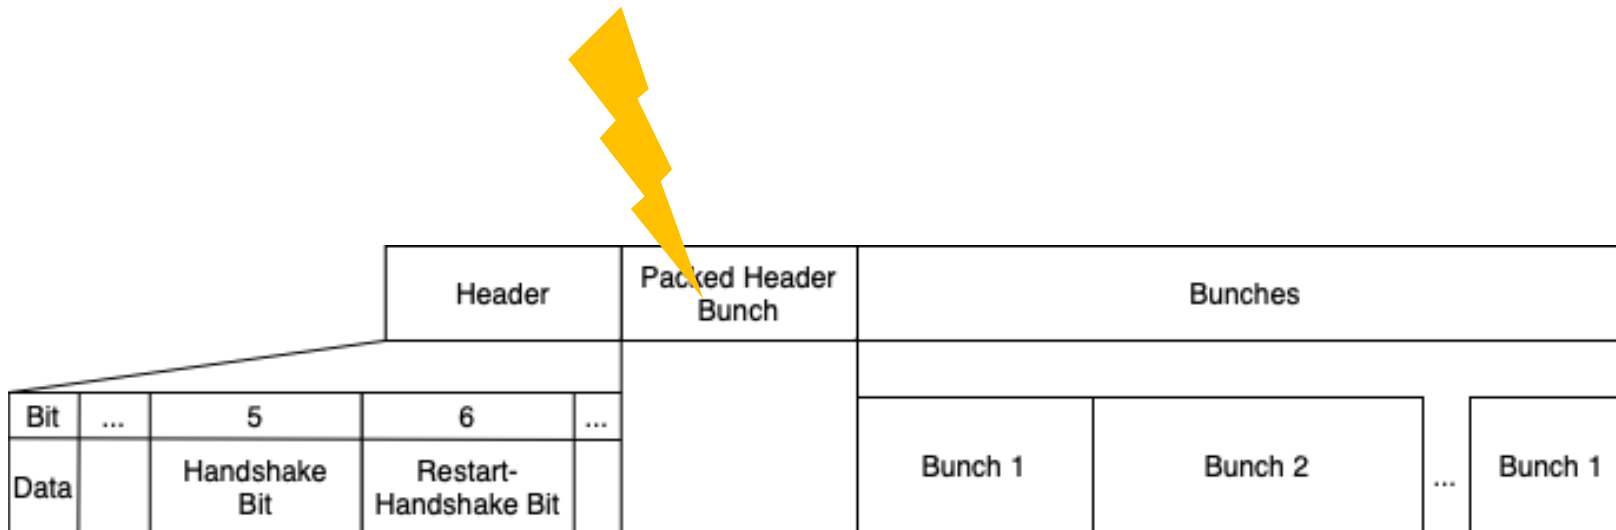 Header
Packed Header
Bunch
Bunches
Bit
...
5
6
...
Data
Handshake
Bit
Restart-
Handshake Bit
Bunch 1
Bunch 2
...
Bunch 1